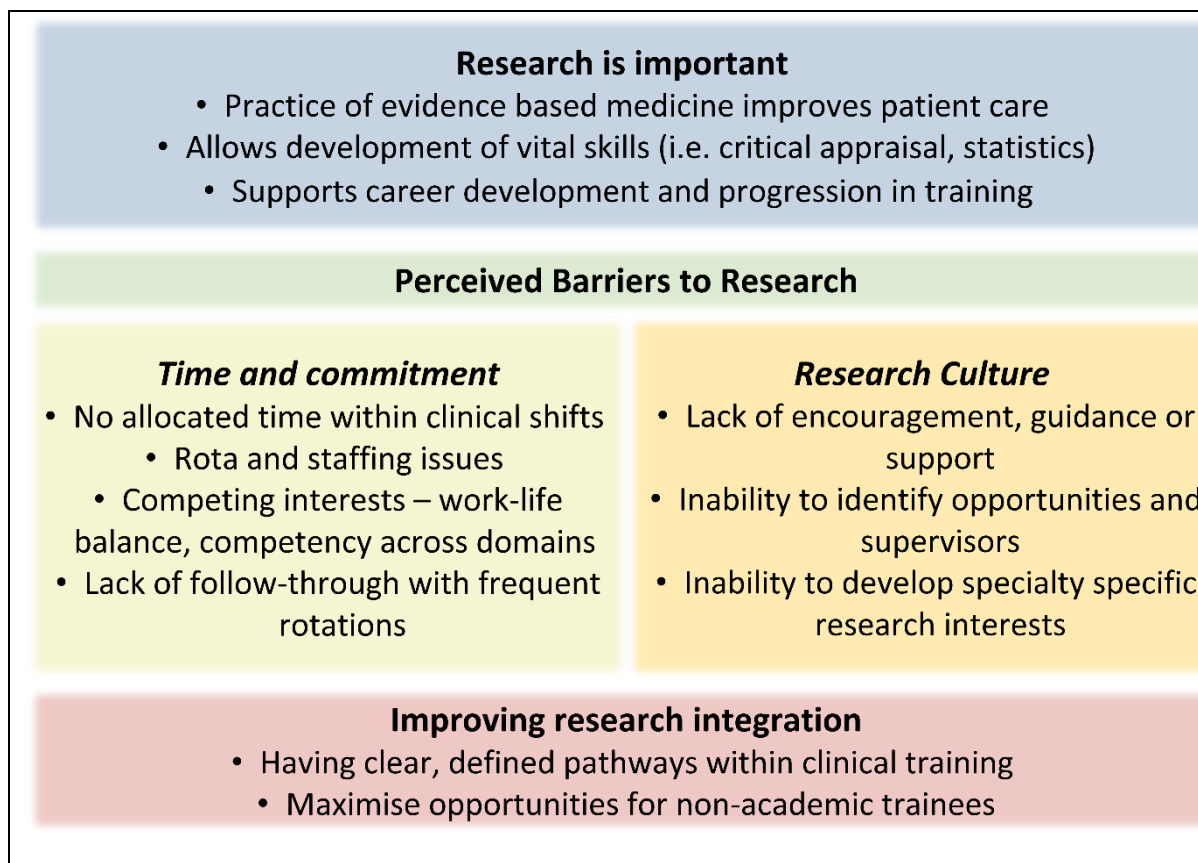 Research is important
• Practice of evidence based medicine improves patient care
• Allows development of vital skills (i.e. critical appraisal, statistics)
• Supports career development and progression in training
Perceived Barriers to Research
Time and commitment
• No allocated time within clinical shifts
• Rota and staffing issues
• Competing interests – work-life
balance, competency across domains
• Lack of follow-through with frequent
rotations
Research Culture
• Lack of encouragement, guidance or
support
• Inability to identify opportunities and
supervisors
• Inability to develop specialty specific
research interests
Improving research integration
• Having clear, defined pathways within clinical training
• Maximise opportunities for non-academic trainees